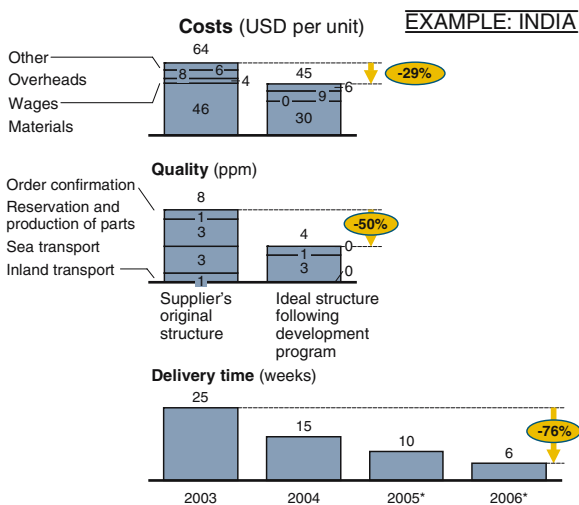 Costs (USD per unit)
EXAMPLE: INDIA
64
45
Other
Overheads
Wages
Materials
8
6
4
46
6
9
0
30
-29%
Quality (ppm)
Order confirmation
Reservation and
production of parts
Sea transport
Inland transport
8
1
3
3
1
4
0
1
3
0
-50%
Supplier's
original
structure
Ideal structure
following
development
program
Delivery time (weeks)
25
15
10
6
-76%
2003
2004
2005*
2006*